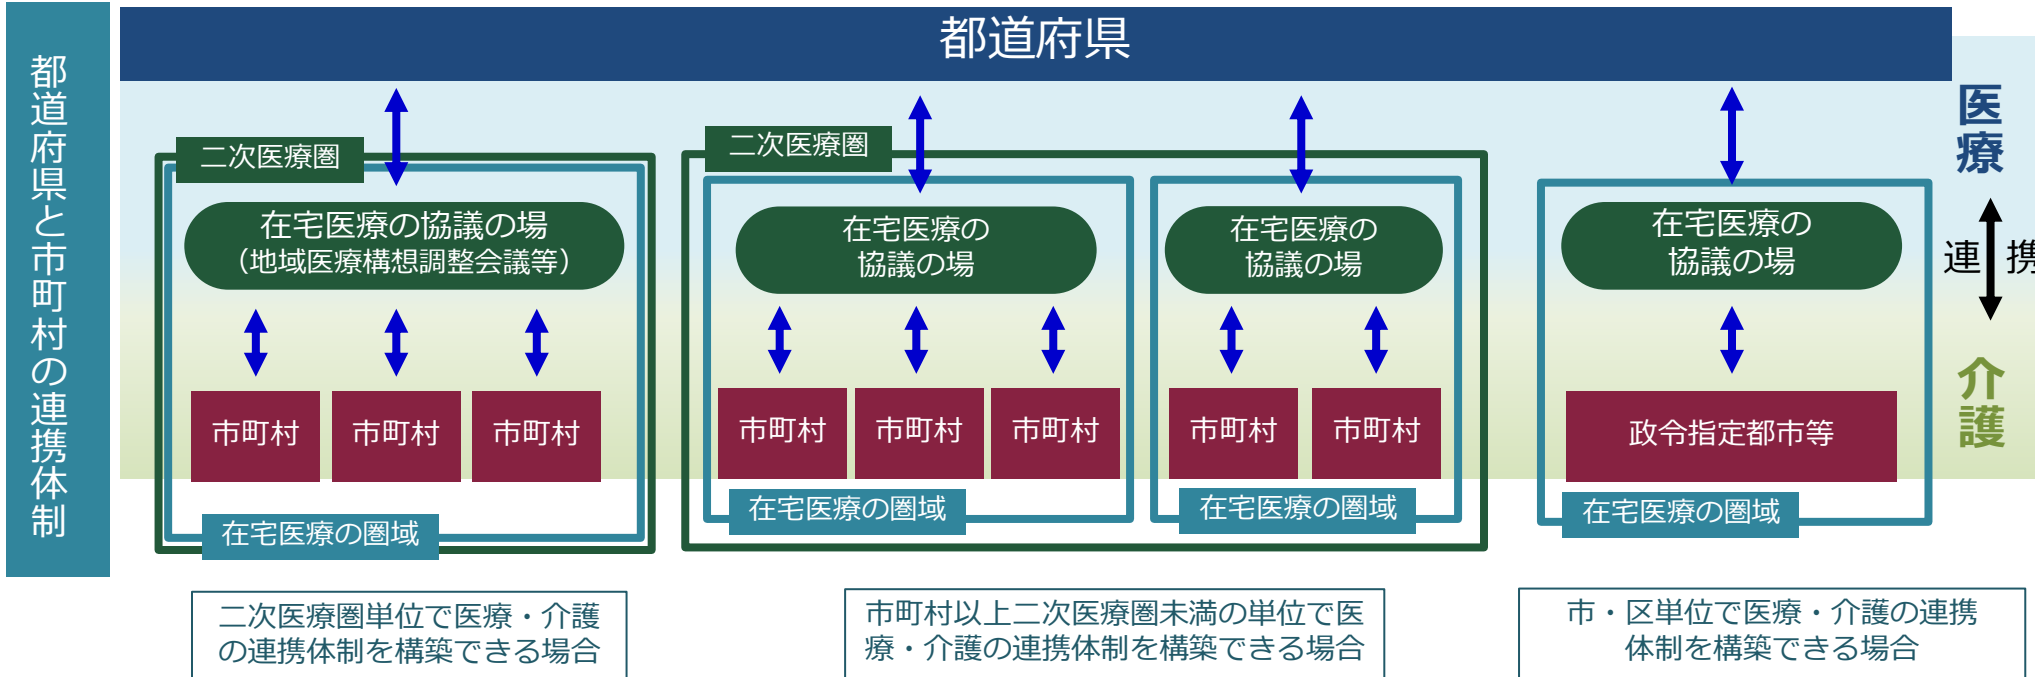 都道府県と市町村の連携体制
都道府県
二次医療圏
二次医療圏
在宅医療の協議の場
（地域医療構想調整会議等）
在宅医療の
協議の場
在宅医療の
協議の場
在宅医療の
協議の場
市町村
市町村
市町村
市町村
市町村
市町村
市町村
市町村
政令指定都市等
在宅医療の圏域
在宅医療の圏域
在宅医療の圏域
在宅医療の圏域
医療
連携
介護
二次医療圏単位で医療・介護
の連携体制を構築できる場合
市町村以上二次医療圏未満の単位で医
療・介護の連携体制を構築できる場合
市・区単位で医療・介護の連携
体制を構築できる場合